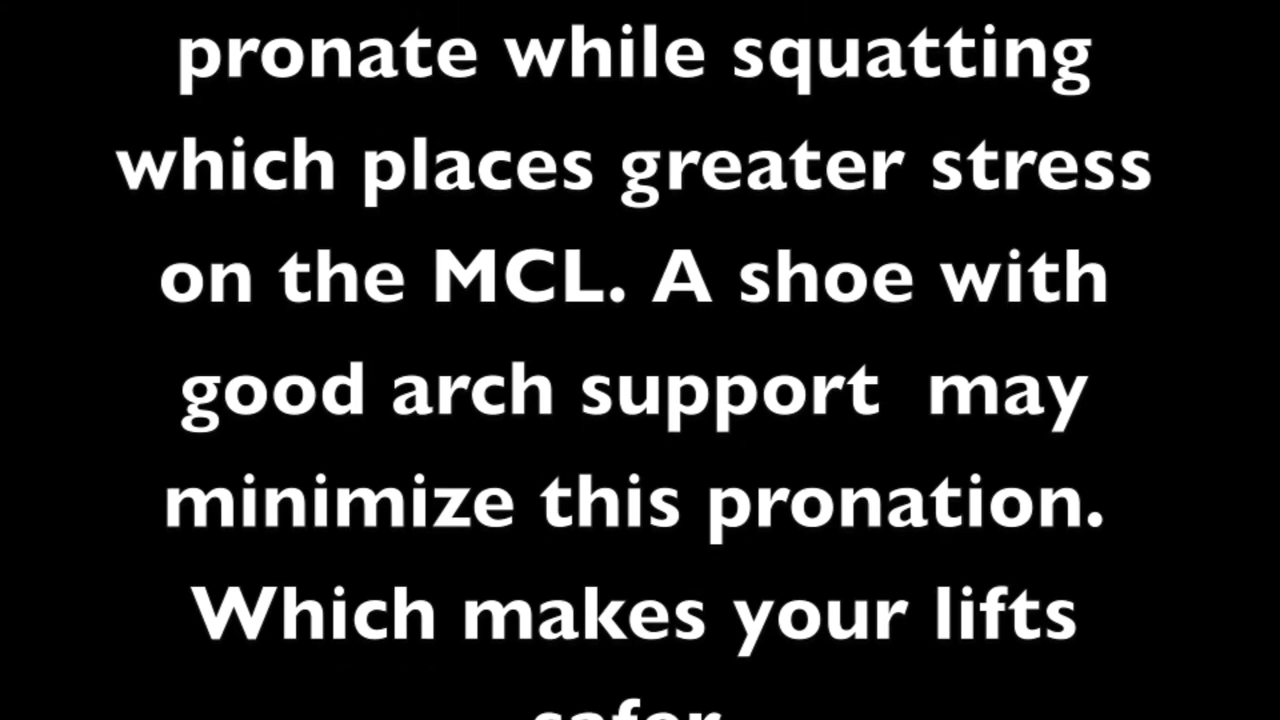 pronate while squatting
which places greater stress
on the MCL. A shoe with
good arch support  may
minimize this pronation.
Which makes your lifts
safer